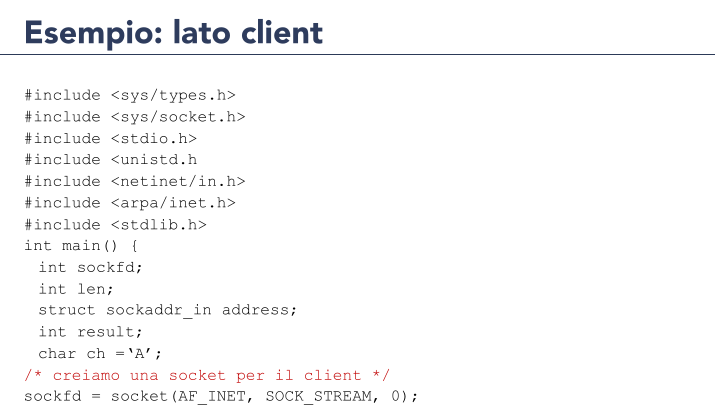 Esempio: lato client
#include <sys/types.h>
#include <sys/socket.h>
#include <stdio.h>
#include <unistd.h
#include <netinet/in.h>
#include <arpa/inet.h>
#include <stdlib.h>
int main() {
int sockfd;
int len;
struct sockaddr_in address;
int result;
char ch =‘A’;
/* creiamo una socket per il client */
sockfd = socket(AF_INET, SOCK_STREAM, 0);